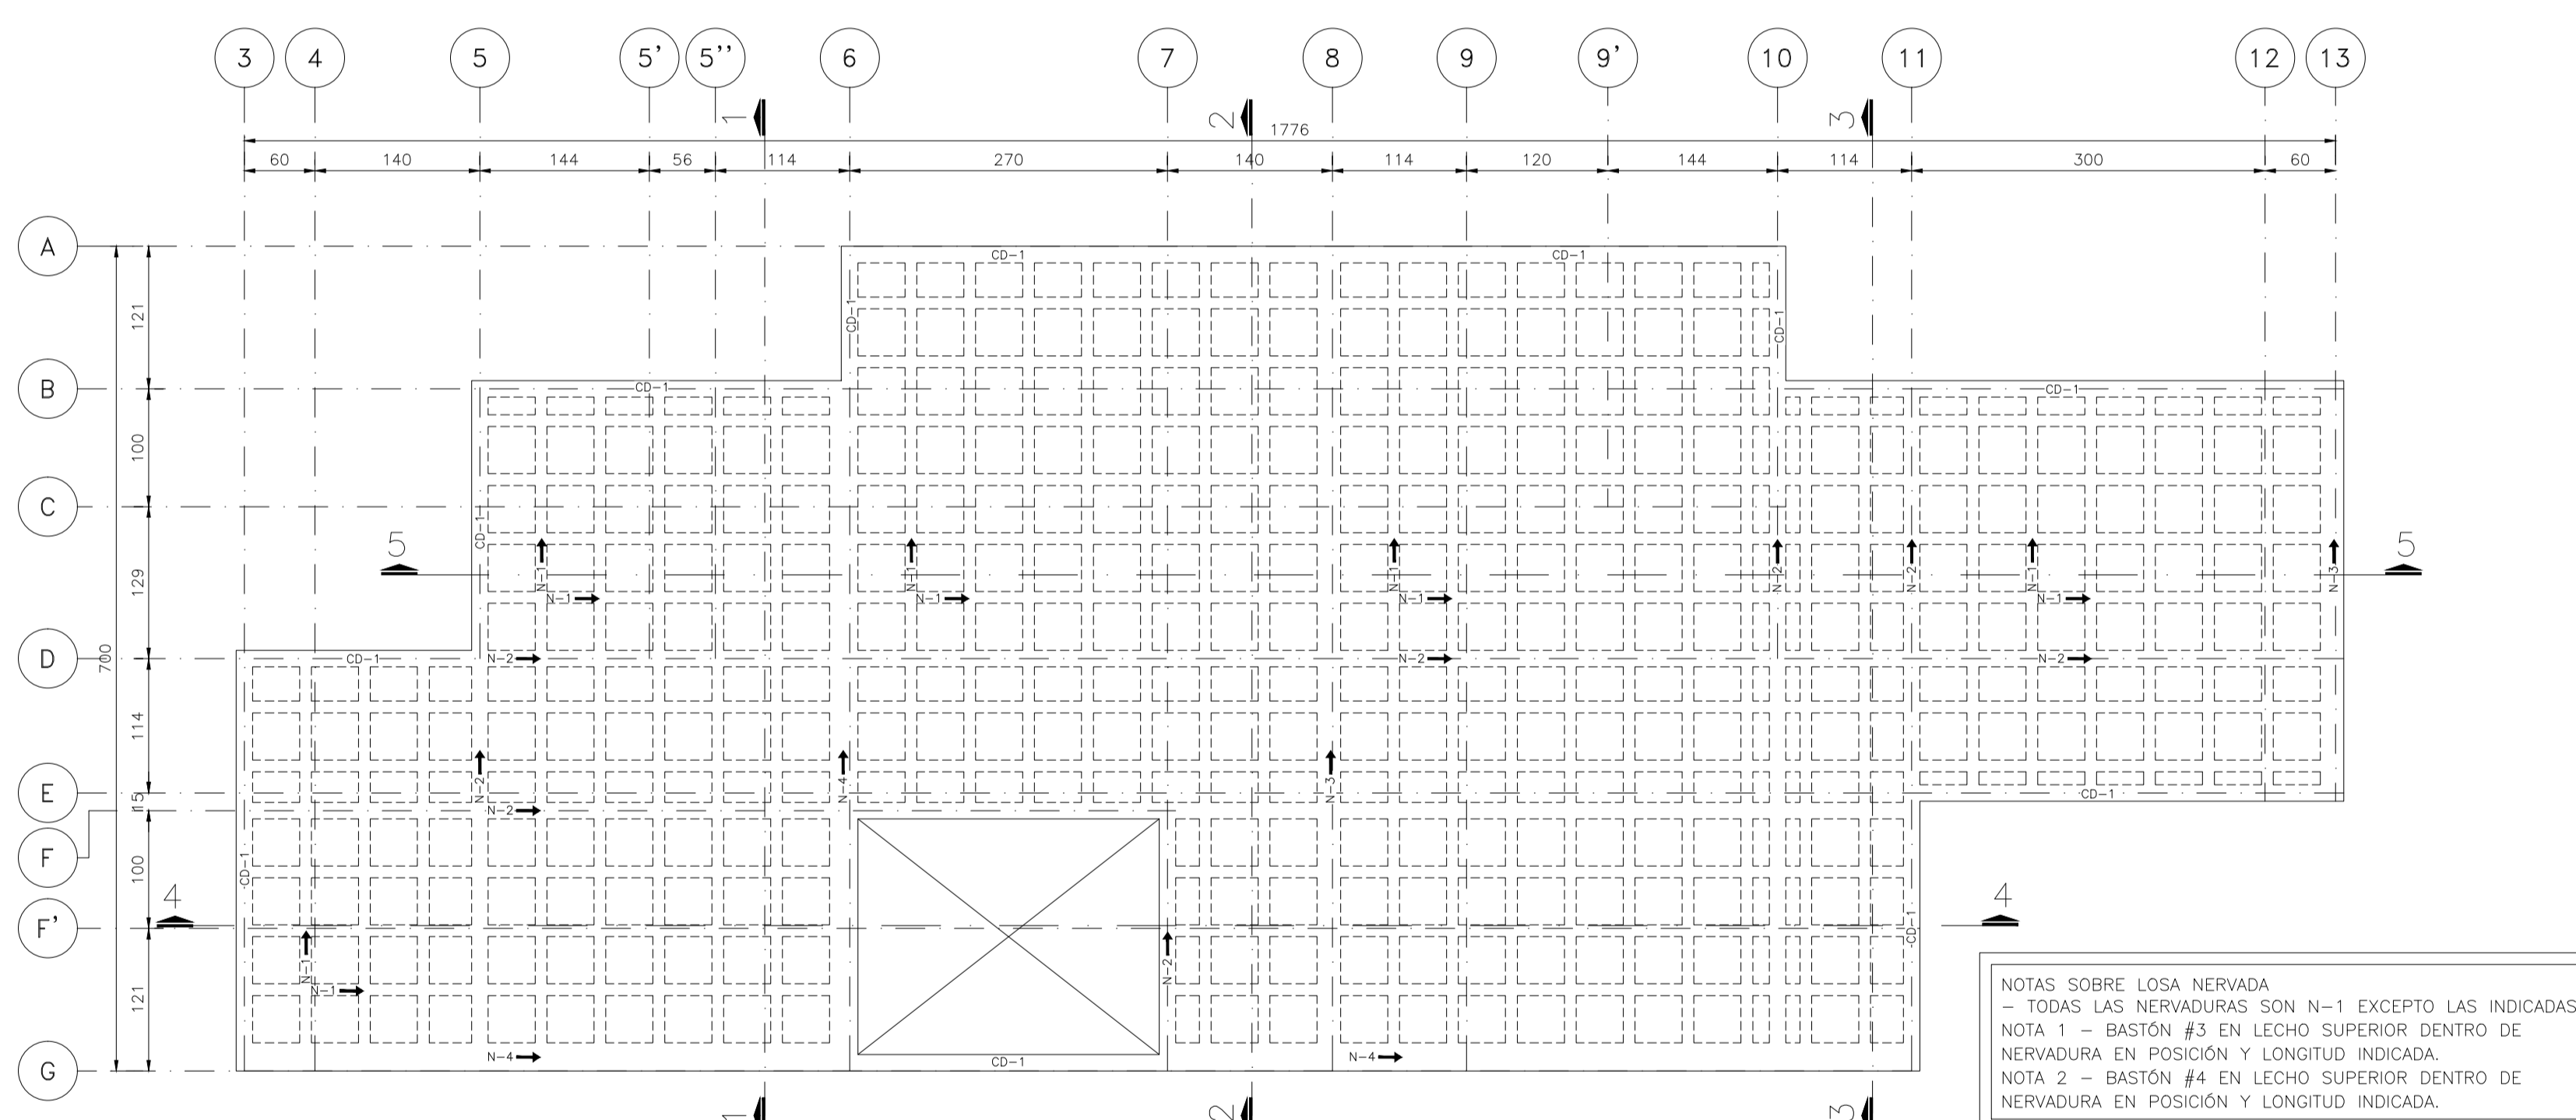 3 4 5 5' 5'' 6 7 8 9 9' 10 11 12 13
1 2 3
1776
60 140 144 56 114 270 140 114 120 144 114 300 60
A
CD-1 CD-1
121
CD-1 CD-1
B
CD-1 CD-1
100
C
CD-1
5 5
129
N-1 N-1 N-1 N-2 N-2 N-1 N-3
N-1 N-1 N-1 N-1
D
700
CD-1 N-2 N-2 N-2
114
N-2 N-4 N-3
E
CD-1
15
N-2
F
100
CD-1
4 4
F'
CD-1
N-1 N-2
N-1
121
N-4 N-4
CD-1
G
1 2 3
NOTAS SOBRE LOSA NERVADA
- TODAS LAS NERVADURAS SON N-1 EXCEPTO LAS INDICADAS
NOTA 1 - BASTÓN #3 EN LECHO SUPERIOR DENTRO DE
NERVADURA EN POSICIÓN Y LONGITUD INDICADA.
NOTA 2 - BASTÓN #4 EN LECHO SUPERIOR DENTRO DE
NERVADURA EN POSICIÓN Y LONGITUD INDICADA.